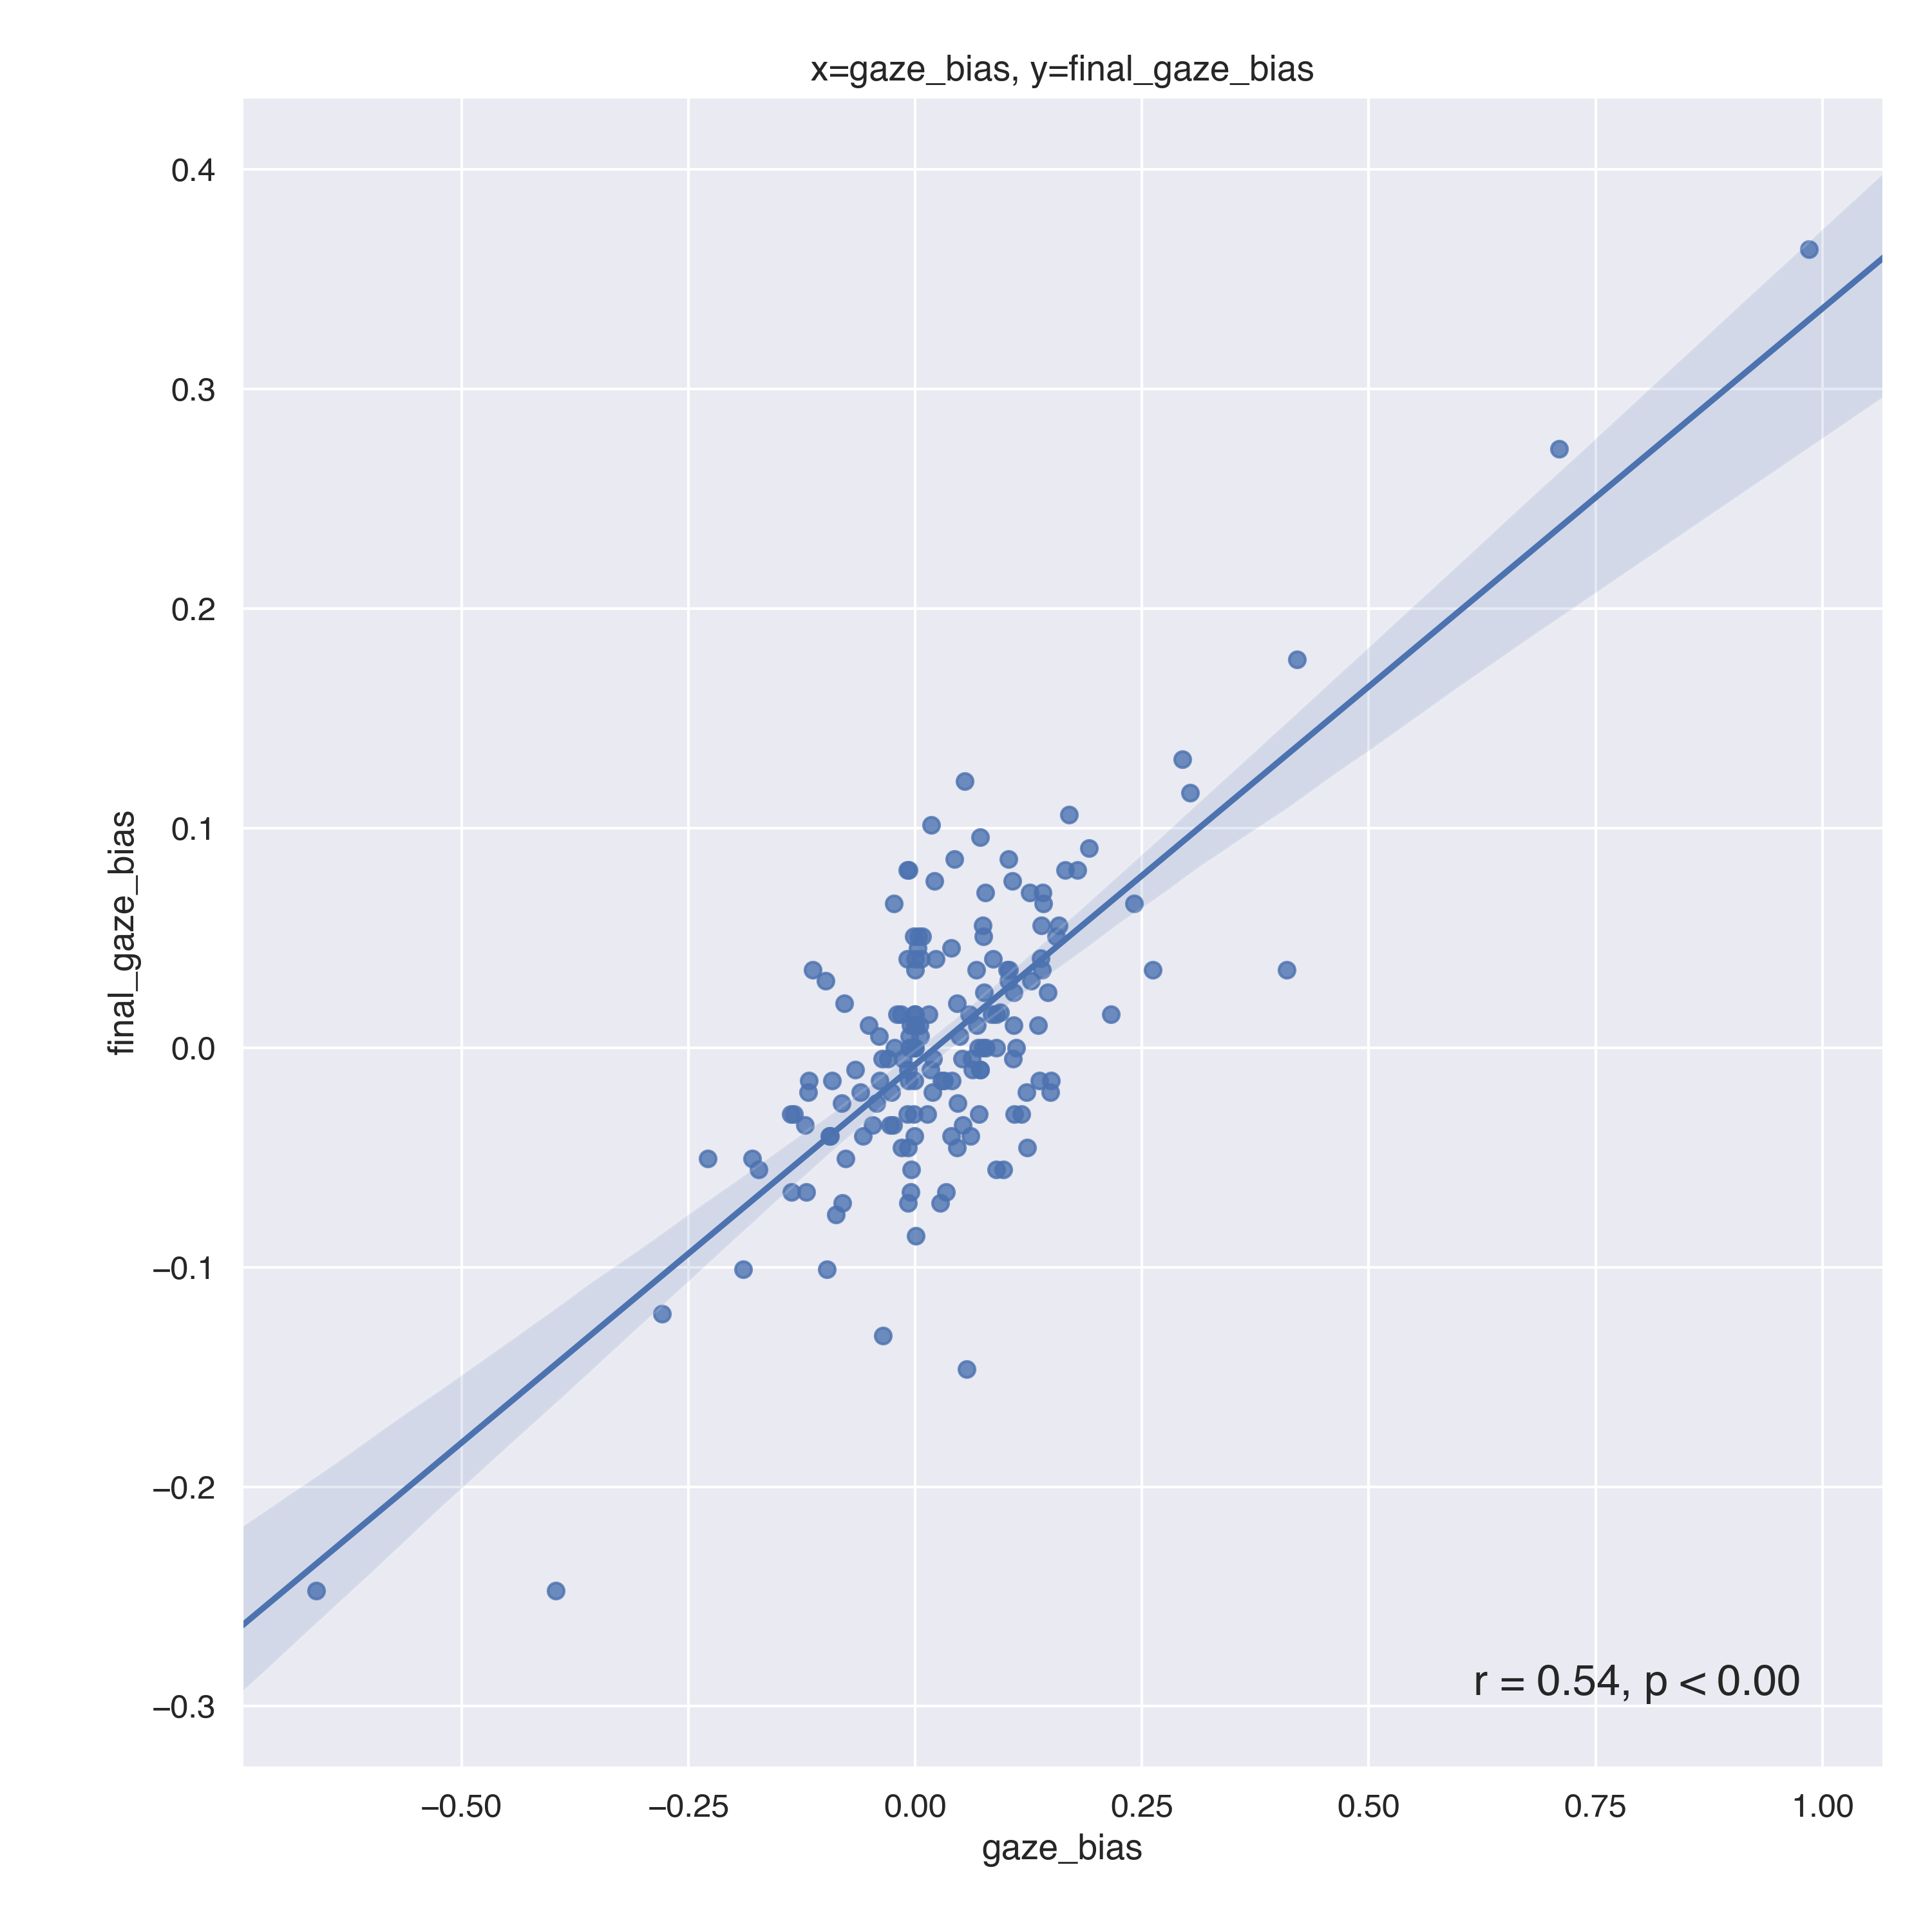 x=gaze_bias, y=final_gaze_bias
0.4
0.3
0.2
0.1
0.0
−0.1
−0.2
−0.3
final_gaze_bias
r = 0.54, p < 0.00
−0.50 −0.25 0.00 0.25 0.50 0.75 1.00
gaze_bias